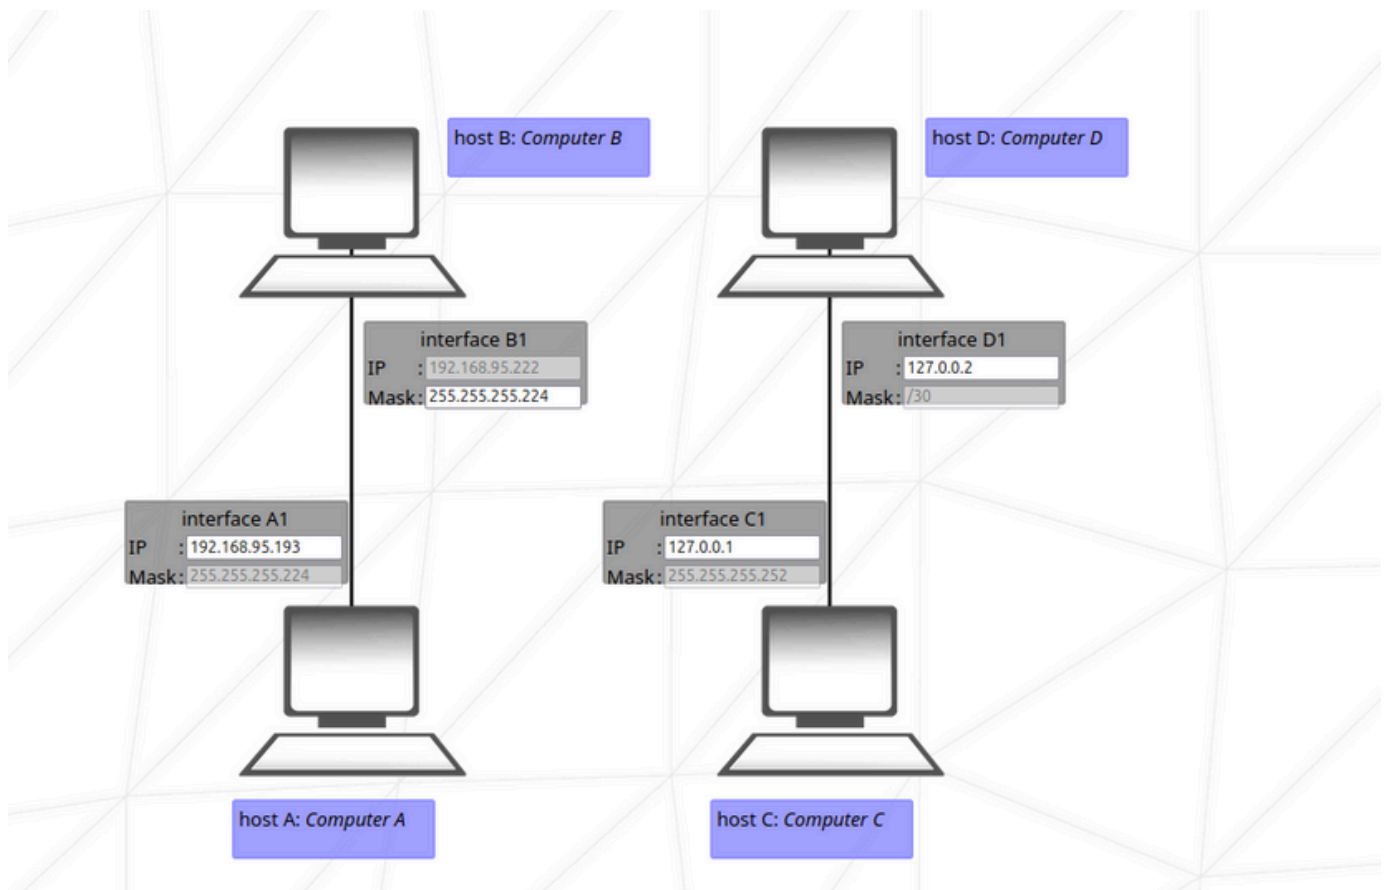 host B: Computer B
host D: Computer D
interface B1
IP : 192.168.95.222
Mask: 255.255.255.224
interface D1
IP : 127.0.0.2
Mask: /30
interface A1
IP : 192.168.95.193
Mask: 255.255.255.224
interface C1
IP : 127.0.0.1
Mask: 255.255.255.252
host A: Computer A
host C: Computer C